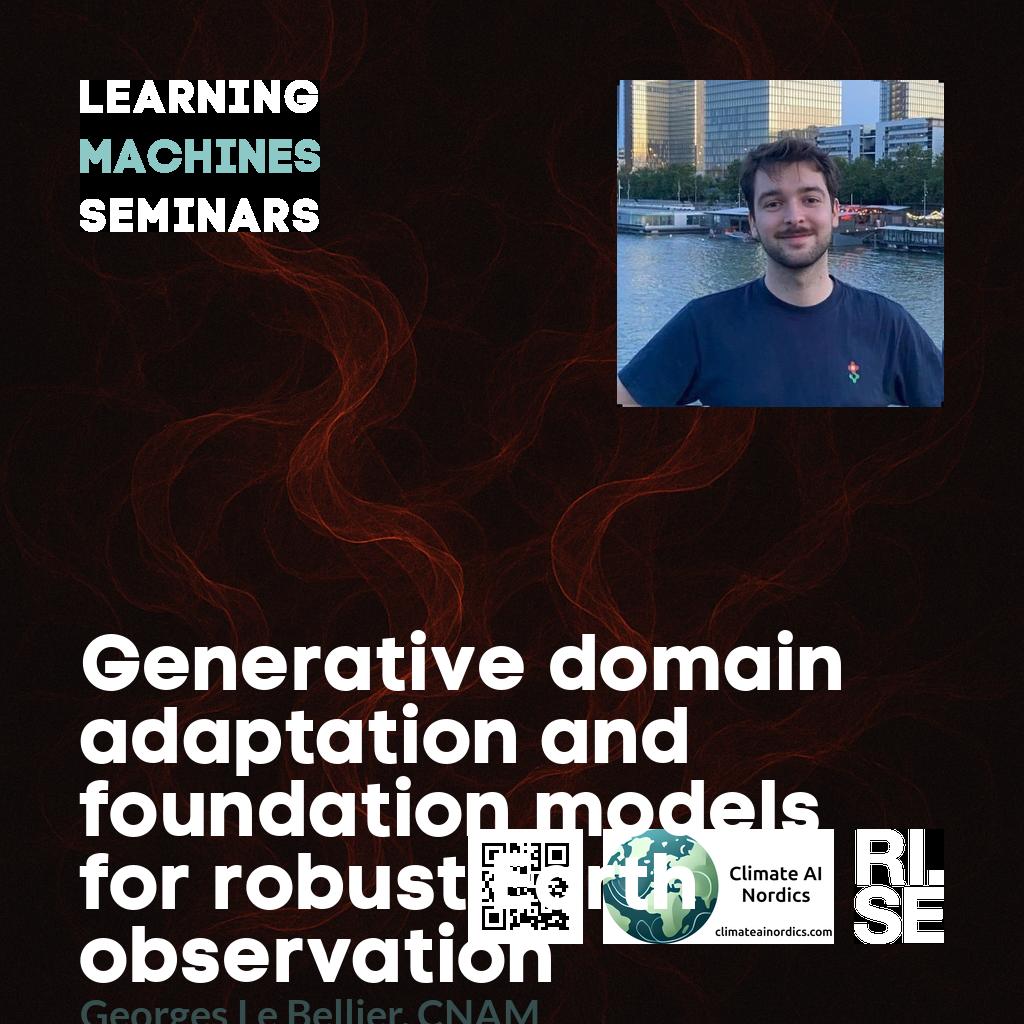 LEARNING
MACHINES
SEMINARS
Generative domain
adaptation and
foundation models
for robust Earth
observation
Climate AI
Nordics
climateainordics.com
RI.
SE
Georges Le Bellier, CNAM